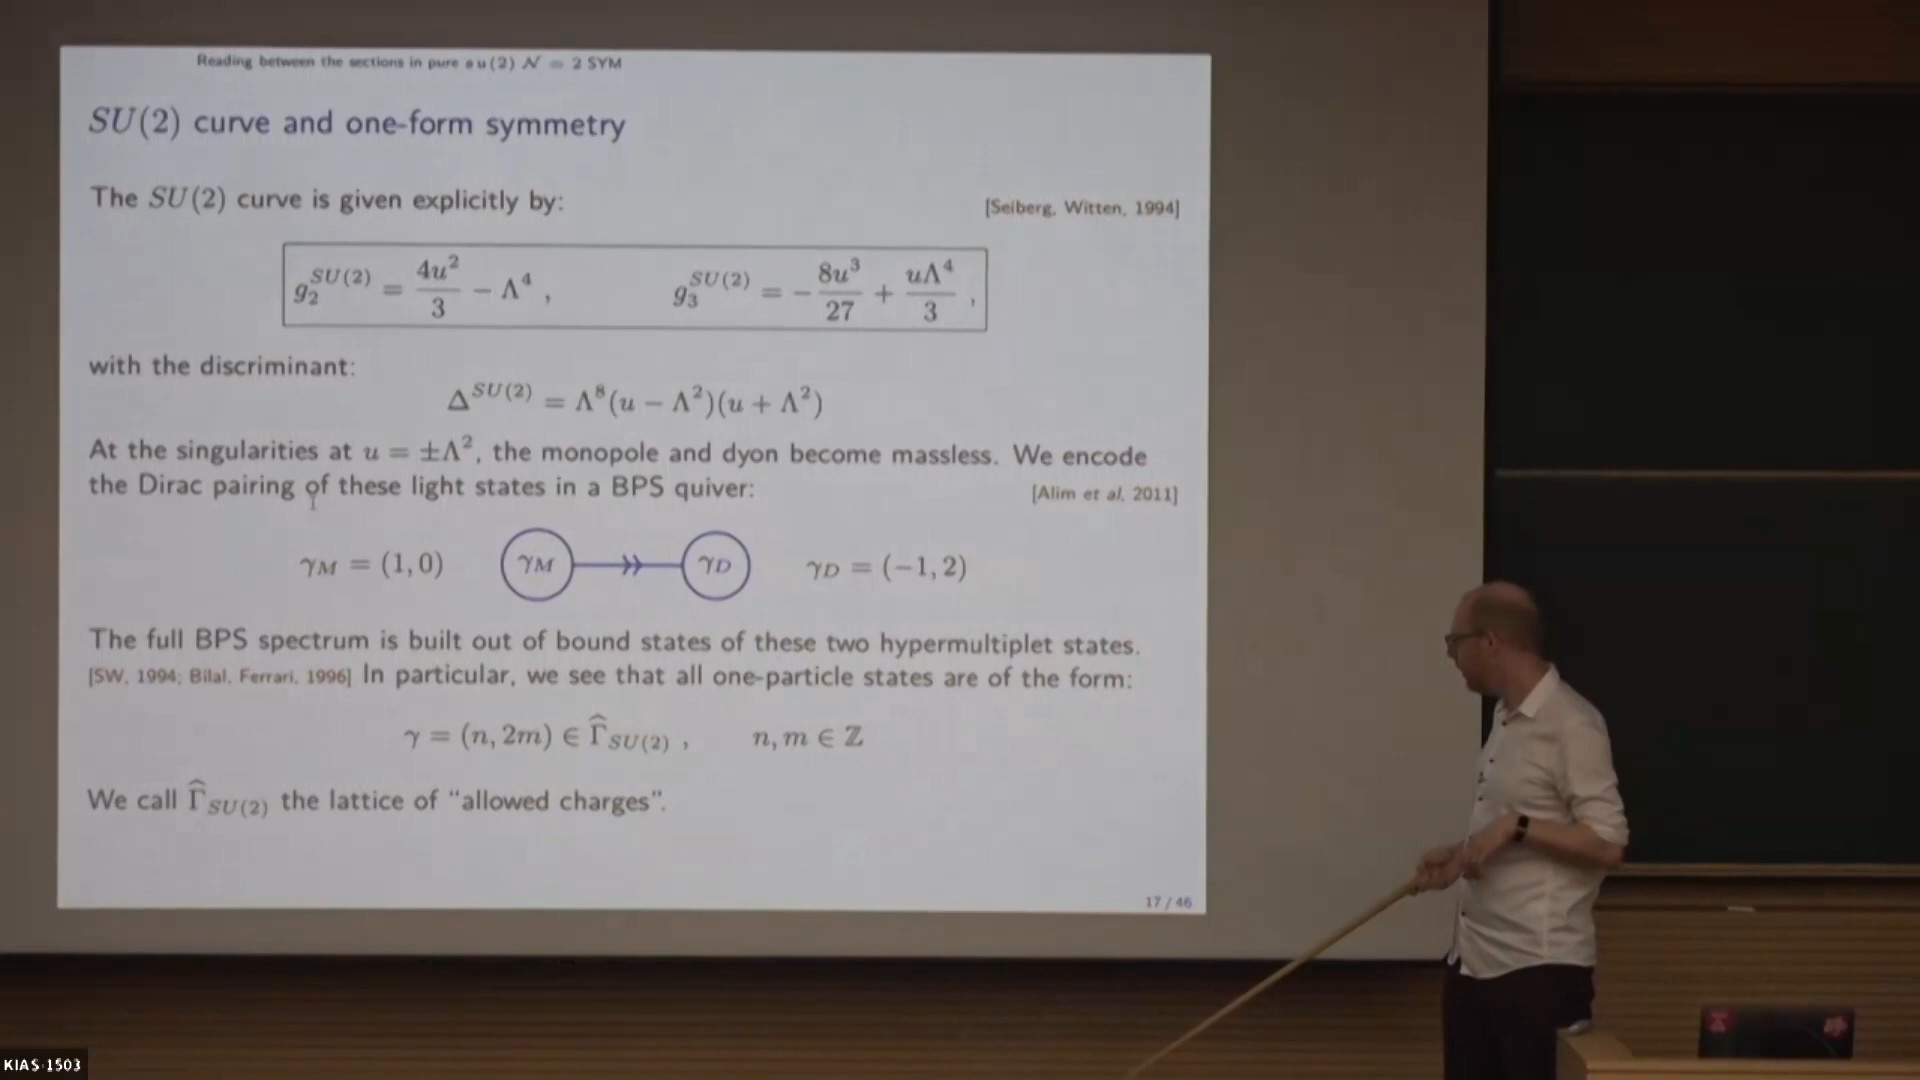 Reading between the sections in pure su(2) N = 2 SYM
SU(2) curve and one-form symmetry
The SU(2) curve is given explicitly by: [Seiberg, Witten, 1994]
g_2^{SU(2)} = \frac{4u^2}{3} - Λ^4 , g_3^{SU(2)} = -\frac{8u^3}{27} + \frac{uΛ^4}{3} ,
with the discriminant:
Δ^{SU(2)} = Λ^8(u - Λ^2)(u + Λ^2)
At the singularities at u = ±Λ^2, the monopole and dyon become massless. We encode
the Dirac pairing of these light states in a BPS quiver: [Alim et al, 2011]
γ_M = (1, 0) γ_M γ_D γ_D = (−1, 2)
The full BPS spectrum is built out of bound states of these two hypermultiplet states.
[SW, 1994; Bilal, Ferrari, 1996] In particular, we see that all one-particle states are of the form:
γ = (n, 2m) ∈ \hat{Γ}_{SU(2)} , n, m ∈ ℤ
We call \hat{Γ}_{SU(2)} the lattice of "allowed charges".
17 / 46
KIAS 1503